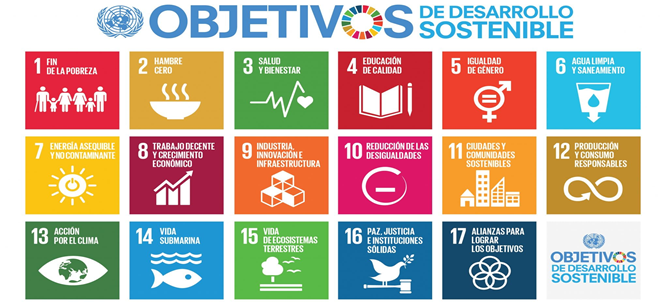 OBJETIVOS DE DESARROLLO SOSTENIBLE
1 FIN
DE LA POBREZA
2 HAMBRE
CERO
3 SALUD
Y BIENESTAR
4 EDUCACIÓN
DE CALIDAD
5 IGUALDAD
DE GÉNERO
6 AGUA LIMPIA
Y SANEAMIENTO
7 ENERGÍA ASEQUIBLE
Y NO CONTAMINANTE
8 TRABAJO DECENTE
Y CRECIMIENTO
ECONÓMICO
9 INDUSTRIA,
INNOVACIÓN E
INFRAESTRUCTURA
10 REDUCCIÓN DE LAS
DESIGUALDADES
11 CIUDADES Y
COMUNIDADES
SOSTENIBLES
12 PRODUCCIÓN
Y CONSUMO
RESPONSABLES
13 ACCIÓN
POR EL CLIMA
14 VIDA
SUBMARINA
15 VIDA
DE ECOSISTEMAS
TERRESTRES
16 PAZ, JUSTICIA
E INSTITUCIONES
SÓLIDAS
17 ALIANZAS PARA
LOGRAR
LOS OBJETIVOS
OBJETIVOS
DE DESARROLLO
SOSTENIBLE